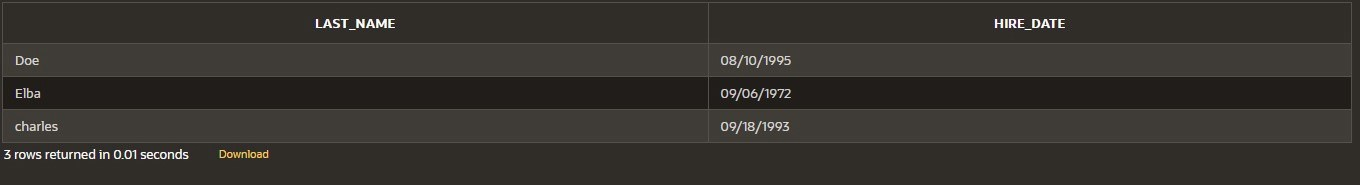 LAST_NAME HIRE_DATE
Doe 08/10/1995
Elba 09/06/1972
charles 09/18/1993
3 rows returned in 0.01 seconds Download